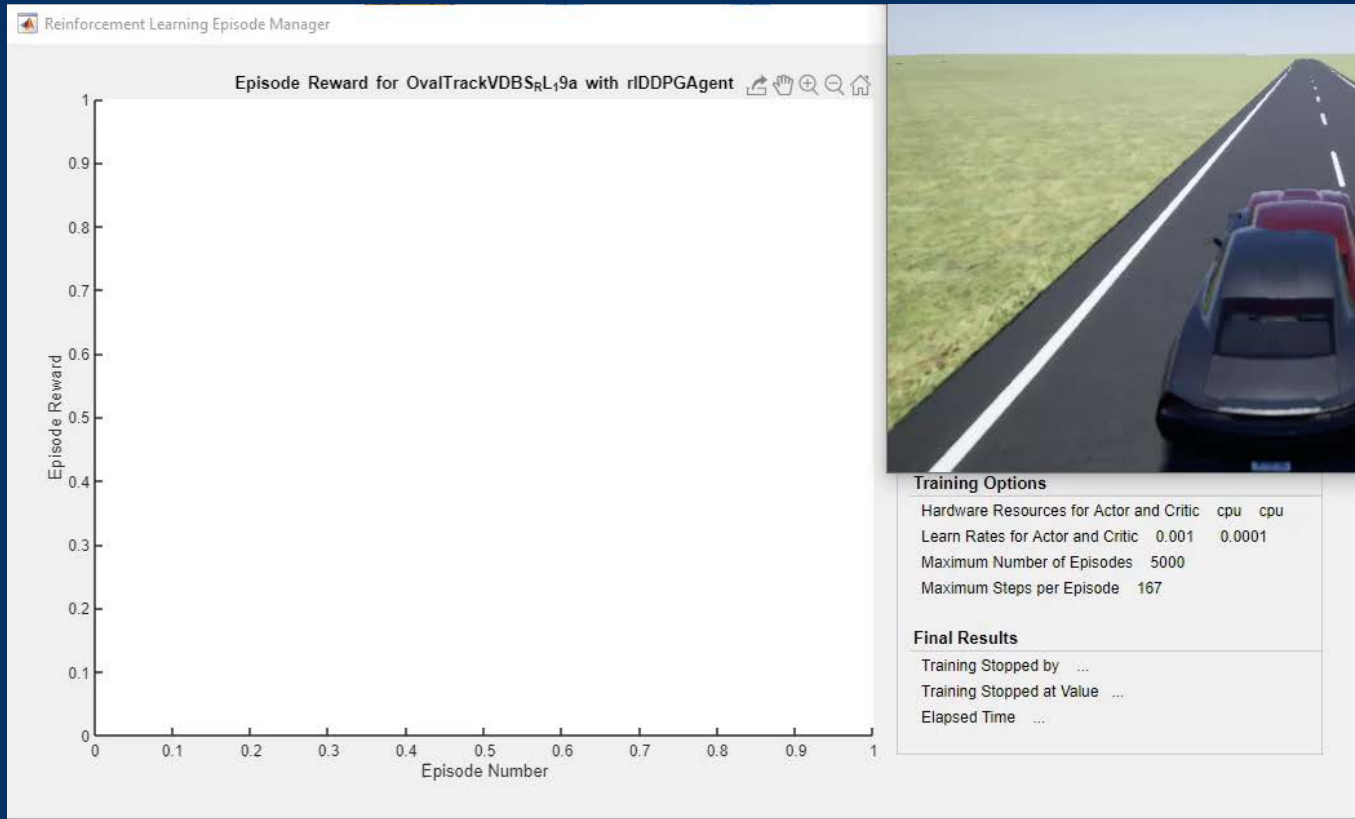 Reinforcement Learning Episode Manager
Episode Reward for OvalTrackVDBS_RL_19a with rlDDPGAgent
1
0.9
0.8
0.7
0.6
0.5
0.4
0.3
0.2
0.1
0
Episode Reward
0 0.1 0.2 0.3 0.4 0.5 0.6 0.7 0.8 0.9 1
Episode Number
Training Options
Hardware Resources for Actor and Critic cpu cpu
Learn Rates for Actor and Critic 0.001 0.0001
Maximum Number of Episodes 5000
Maximum Steps per Episode 167
Final Results
Training Stopped by ...
Training Stopped at Value ...
Elapsed Time ...